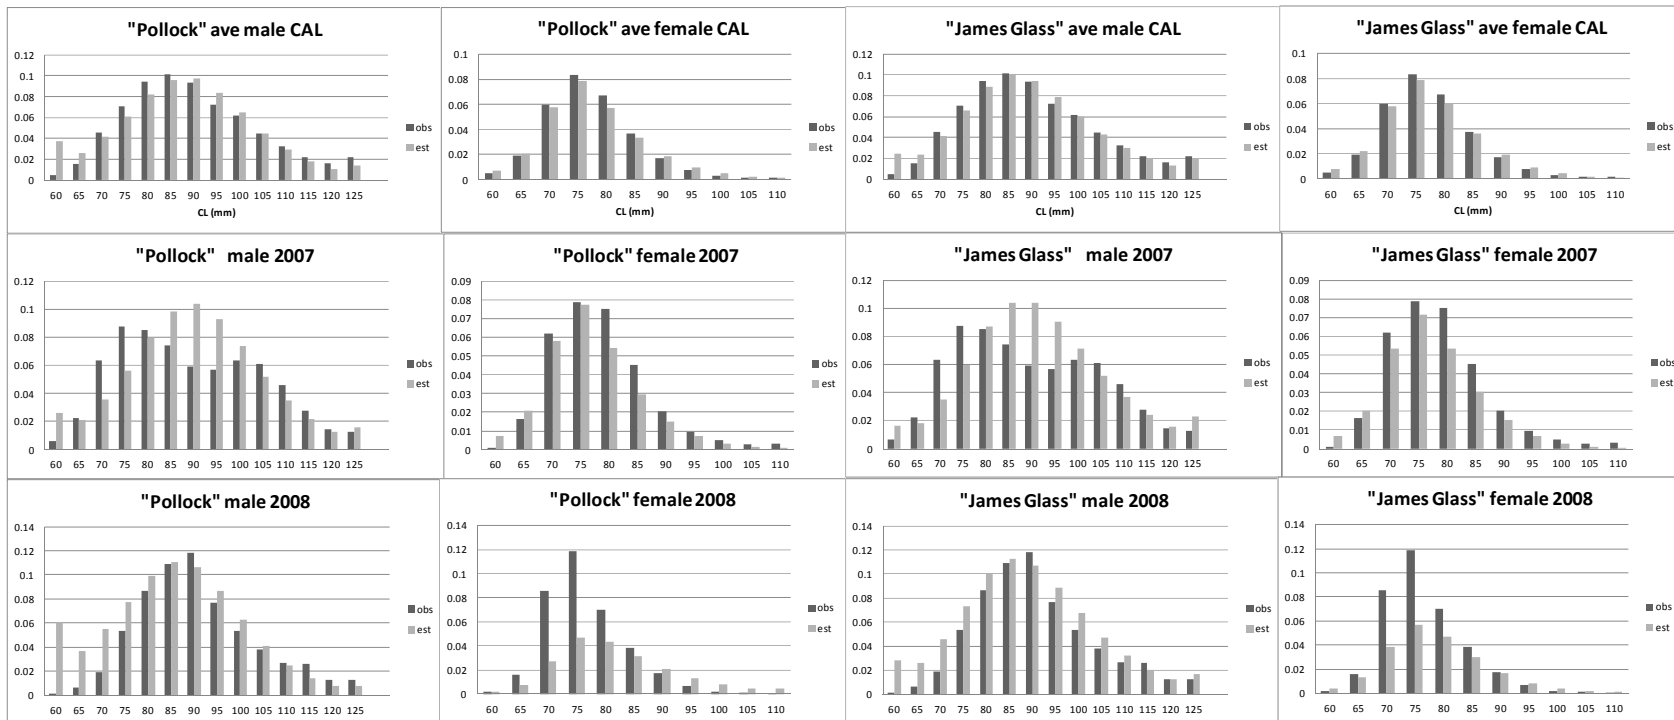 "Pollock" ave male CAL
0.12
0.1
0.08
0.06
0.04
0.02
0
obs
est
60 65 70 75 80 85 90 95 100 105 110 115 120 125
CL (mm)
"Pollock" ave female CAL
0.1
0.08
0.06
0.04
0.02
0
obs
est
60 65 70 75 80 85 90 95 100 105 110
CL (mm)
"James Glass" ave male CAL
0.12
0.1
0.08
0.06
0.04
0.02
0
obs
est
60 65 70 75 80 85 90 95 100 105 110 115 120 125
CL (mm)
"James Glass" ave female CAL
0.1
0.08
0.06
0.04
0.02
0
obs
est
60 65 70 75 80 85 90 95 100 105 110
CL (mm)
"Pollock" male 2007
0.12
0.1
0.08
0.06
0.04
0.02
0
obs
est
60 65 70 75 80 85 90 95 100 105 110 115 120 125
"Pollock" female 2007
0.09
0.08
0.07
0.06
0.05
0.04
0.03
0.02
0.01
0
obs
est
60 65 70 75 80 85 90 95 100 105 110
"James Glass" male 2007
0.12
0.1
0.08
0.06
0.04
0.02
0
obs
est
60 65 70 75 80 85 90 95 100 105 110 115 120 125
"James Glass" female 2007
0.09
0.08
0.07
0.06
0.05
0.04
0.03
0.02
0.01
0
obs
est
60 65 70 75 80 85 90 95 100 105 110
"Pollock" male 2008
0.14
0.12
0.1
0.08
0.06
0.04
0.02
0
obs
est
60 65 70 75 80 85 90 95 100 105 110 115 120 125
"Pollock" female 2008
0.14
0.12
0.1
0.08
0.06
0.04
0.02
0
obs
est
60 65 70 75 80 85 90 95 100 105 110
"James Glass" male 2008
0.14
0.12
0.1
0.08
0.06
0.04
0.02
0
obs
est
60 65 70 75 80 85 90 95 100 105 110 115 120 125
"James Glass" female 2008
0.14
0.12
0.1
0.08
0.06
0.04
0.02
0
obs
est
60 65 70 75 80 85 90 95 100 105 110